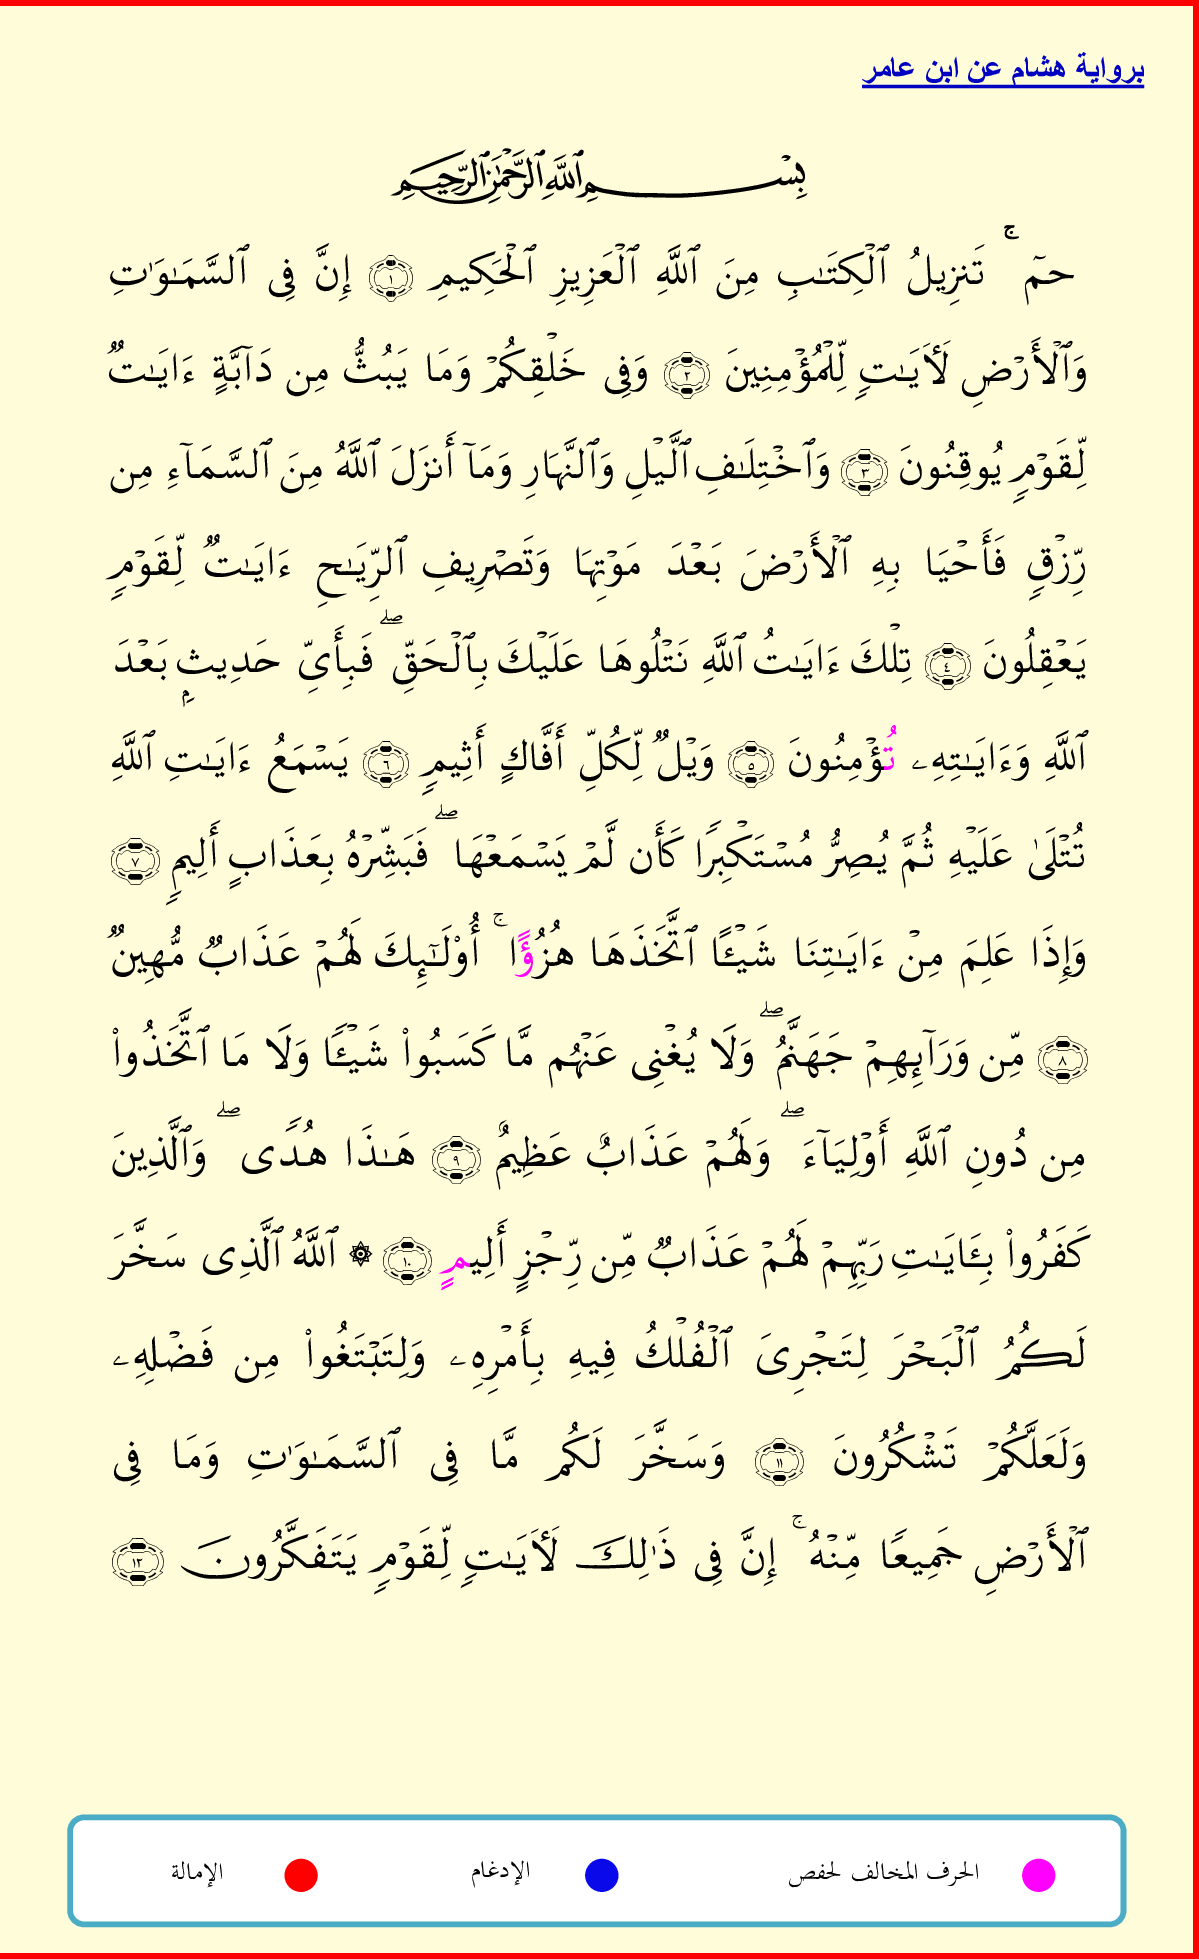 برواية هشام عن ابن عامر
بِسْمِ ٱللَّهِ ٱلرَّحْمَٰنِ ٱلرَّحِيمِ
حمٓ ۚ تَنزِيلُ ٱلْكِتَـٰبِ مِنَ ٱللَّهِ ٱلْعَزِيزِ ٱلْحَكِيمِ ١ إِنَّ فِى ٱلسَّمَـٰوَٰتِ
وَٱلْأَرْضِ لَـَٔايَـٰتٍ لِّلْمُؤْمِنِينَ ٢ وَفِى خَلْقِكُمْ وَمَا يَبُثُّ مِن دَآبَّةٍ ءَايَـٰتٌ
لِّقَوْمٍ يُوقِنُونَ ٣ وَٱخْتِلَـٰفِ ٱلَّيْلِ وَٱلنَّهَارِ وَمَآ أَنزَلَ ٱللَّهُ مِنَ ٱلسَّمَآءِ مِن
رِّزْقٍ فَأَحْيَا بِهِ ٱلْأَرْضَ بَعْدَ مَوْتِهَا وَتَصْرِيفِ ٱلرِّيَـٰحِ ءَايَـٰتٌ لِّقَوْمٍ
يَعْقِلُونَ ٤ تِلْكَ ءَايَـٰتُ ٱللَّهِ نَتْلُوهَا عَلَيْكَ بِٱلْحَقِّ ۖ فَبِأَىِّ حَدِيثٍۭ بَعْدَ
ٱللَّهِ وَءَايَـٰتِهِۦ تُؤْمِنُونَ ٥ وَيْلٌ لِّكُلِّ أَفَّاكٍ أَثِيمٍ ٦ يَسْمَعُ ءَايَـٰتِ ٱللَّهِ
تُتْلَىٰ عَلَيْهِ ثُمَّ يُصِرُّ مُسْتَكْبِرًا كَأَن لَّمْ يَسْمَعْهَا ۖ فَبَشِّرْهُ بِعَذَابٍ أَلِيمٍ ٧
وَإِذَا عَلِمَ مِنْ ءَايَـٰتِنَا شَيْـًٔا ٱتَّخَذَهَا هُزُؤًا ۚ أُو۟لَـٰٓئِكَ لَهُمْ عَذَابٌ مُّهِينٌ
٨ مِّن وَرَآئِهِمْ جَهَنَّمُ ۖ وَلَا يُغْنِى عَنْهُم مَّا كَسَبُوا۟ شَيْـًٔا وَلَا مَا ٱتَّخَذُوا۟
مِن دُونِ ٱللَّهِ أَوْلِيَآءَ ۖ وَلَهُمْ عَذَابٌ عَظِيمٌ ٩ هَـٰذَا هُدًى ۖ وَٱلَّذِينَ
كَفَرُوا۟ بِـَٔايَـٰتِ رَبِّهِمْ لَهُمْ عَذَابٌ مِّن رِّجْزٍ أَلِيمٍ ١٠ ۞ ٱللَّهُ ٱلَّذِى سَخَّرَ
لَكُمُ ٱلْبَحْرَ لِتَجْرِىَ ٱلْفُلْكُ فِيهِ بِأَمْرِهِۦ وَلِتَبْتَغُوا۟ مِن فَضْلِهِۦ
وَلَعَلَّكُمْ تَشْكُرُونَ ١١ وَسَخَّرَ لَكُم مَّا فِى ٱلسَّمَـٰوَٰتِ وَمَا فِى
ٱلْأَرْضِ جَمِيعًا مِّنْهُ ۚ إِنَّ فِى ذَٰلِكَ لَـَٔايَـٰتٍ لِّقَوْمٍ يَتَفَكَّرُونَ ١٢
الحرف المخالف لحفص الإدغام الإمالة